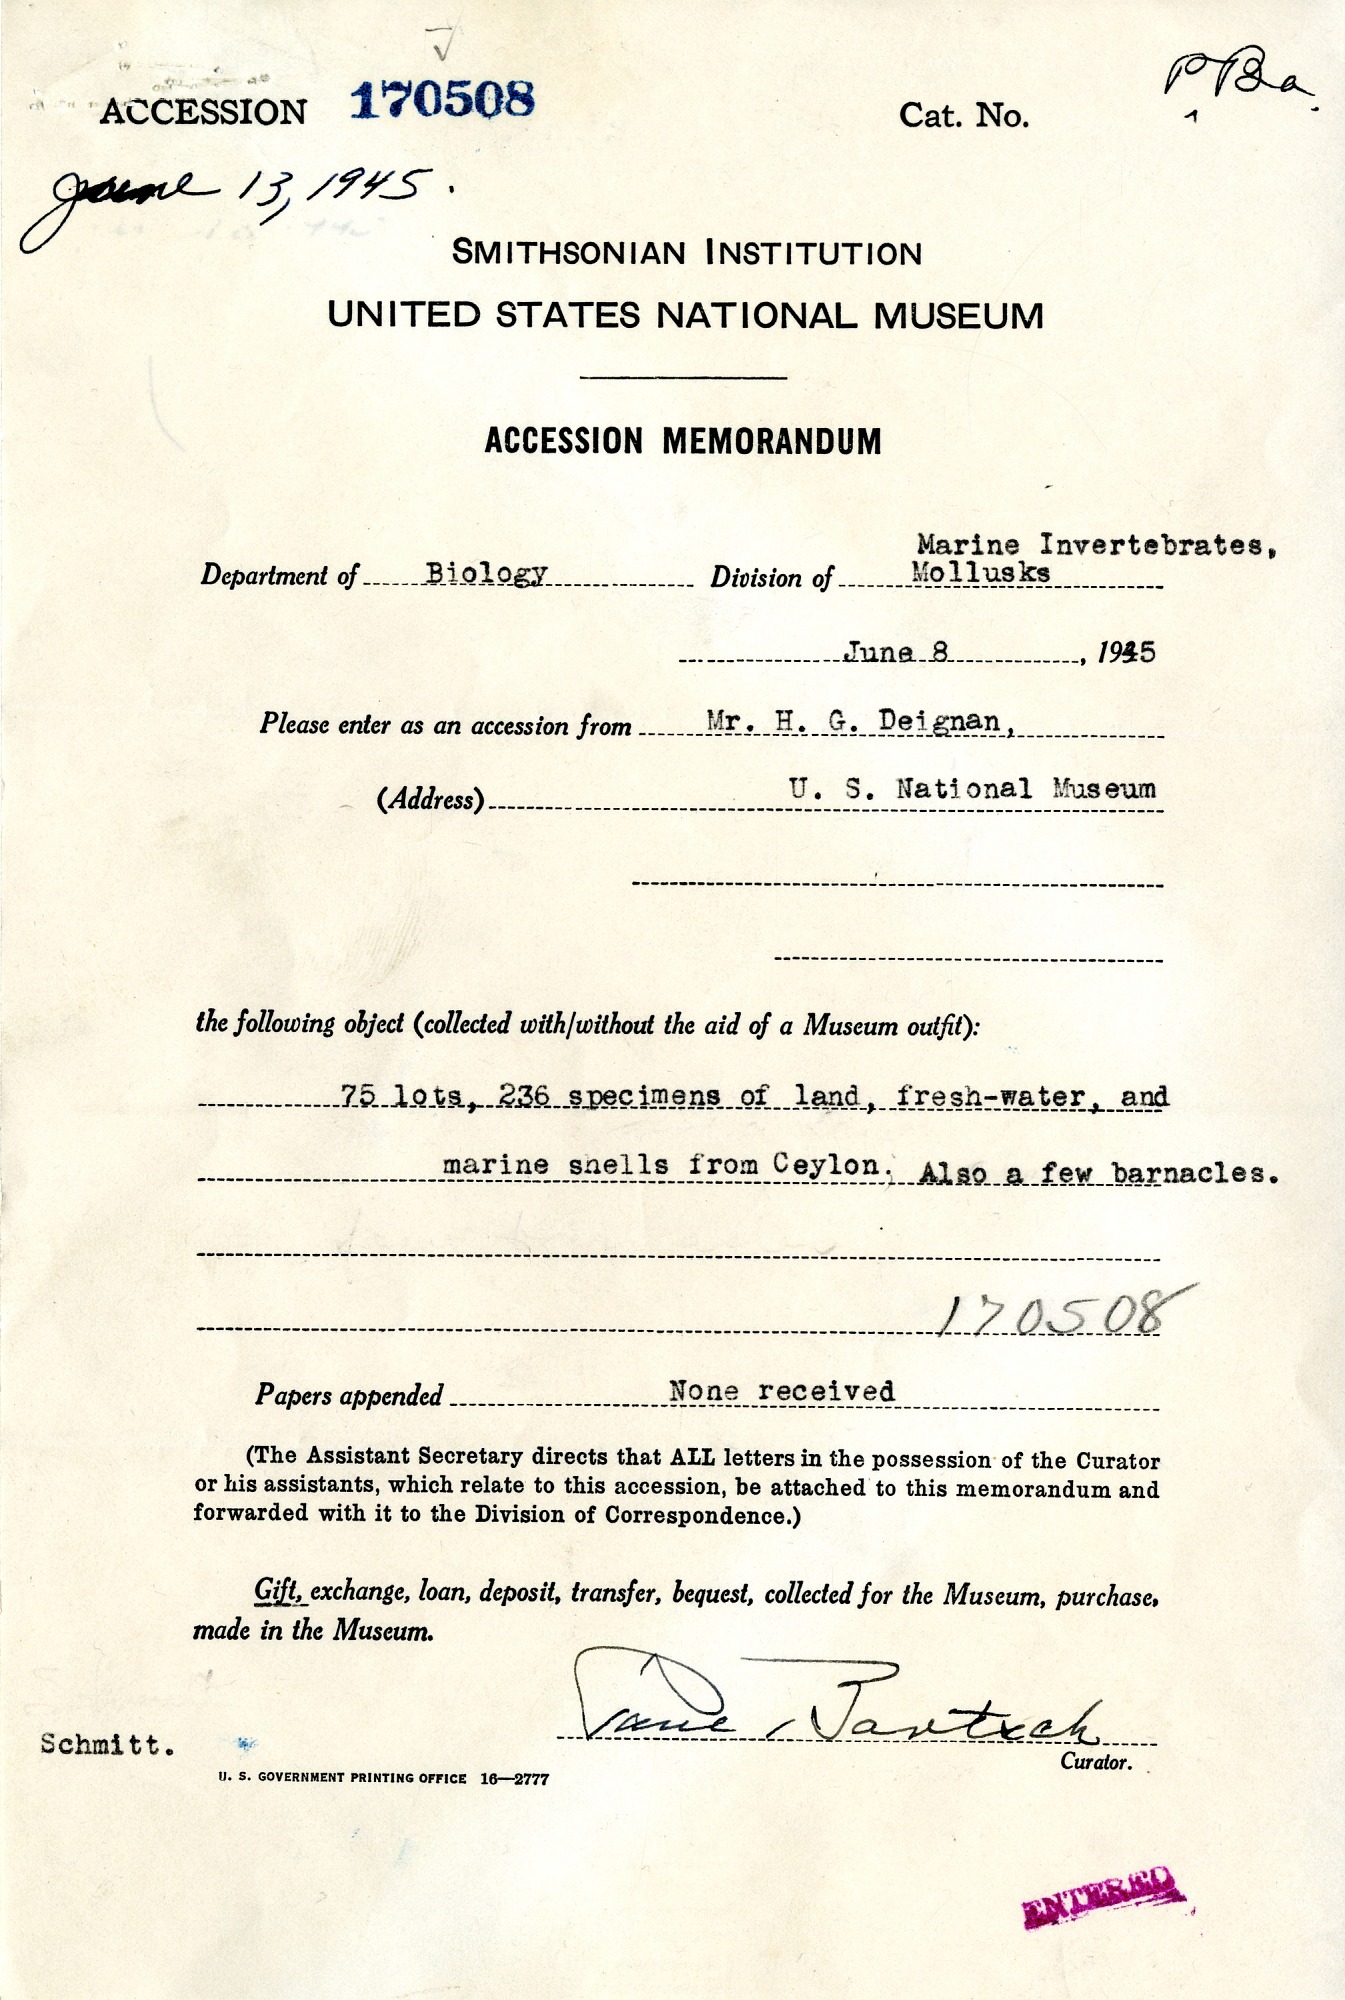 ACCESSION 170508
Cat. No.
P. Ba.
June 13, 1945.
SMITHSONIAN INSTITUTION
UNITED STATES NATIONAL MUSEUM
ACCESSION MEMORANDUM
Marine Invertebrates,
Department of Biology Division of Mollusks
June 8, 1945
Please enter as an accession from Mr. H. G. Deignan,
(Address) U. S. National Museum
the following object (collected with/without the aid of a Museum outfit):
75 lots, 236 specimens of land, fresh-water, and
marine shells from Ceylon. Also a few barnacles.
170508
Papers appended None received
(The Assistant Secretary directs that ALL letters in the possession of the Curator
or his assistants, which relate to this accession, be attached to this memorandum and
forwarded with it to the Division of Correspondence.)
Gift, exchange, loan, deposit, transfer, bequest, collected for the Museum, purchase,
made in the Museum.
Paul Bartsch
Schmitt.
Curator.
U. S. GOVERNMENT PRINTING OFFICE 16—2777
ENTERED